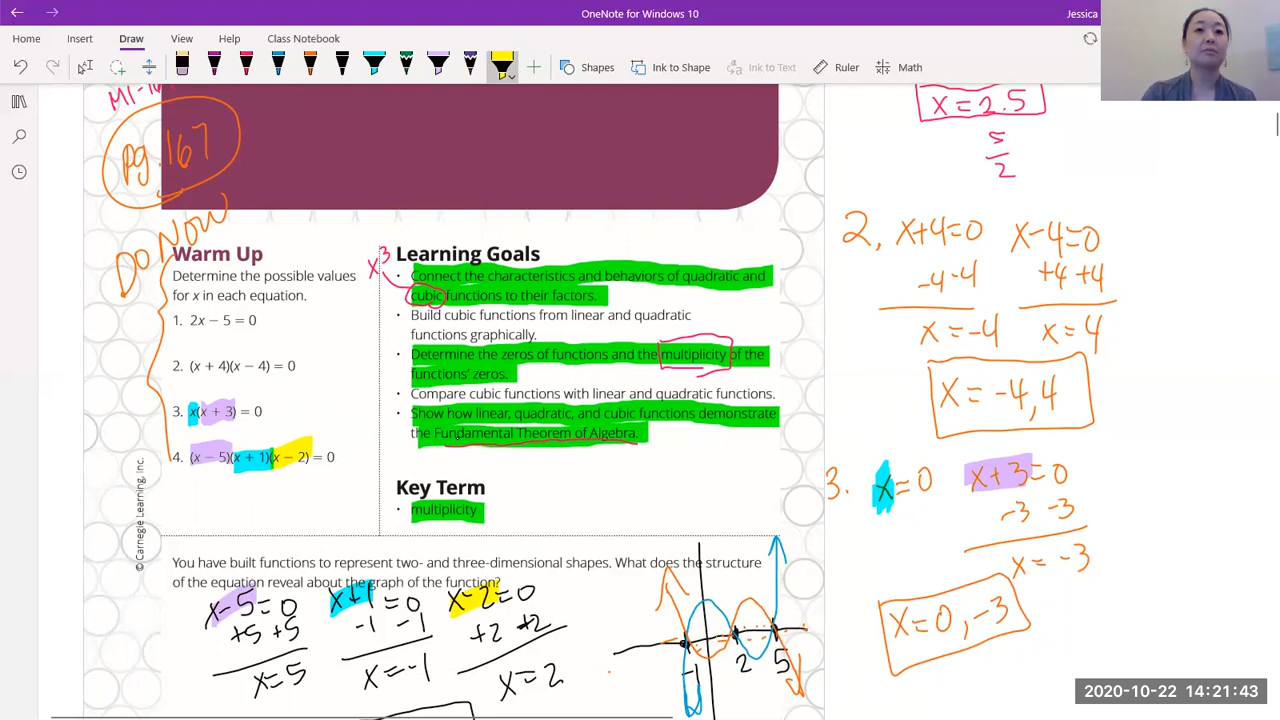 OneNote for Windows 10
Jessica
Home Insert Draw View Help Class Notebook
Shapes Ink to Shape Ink to Text Ruler Math
pg. 167
DO NOW
Warm Up
Determine the possible values
for x in each equation.
1. 2x − 5 = 0
2. (x + 4)(x − 4) = 0
3. x(x + 3) = 0
4. (x − 5)(x + 1)(x − 2) = 0
x³
Learning Goals
• Connect the characteristics and behaviors of quadratic and
cubic functions to their factors.
• Build cubic functions from linear and quadratic
functions graphically.
• Determine the zeros of functions and the multiplicity of the
functions' zeros.
• Compare cubic functions with linear and quadratic functions.
• Show how linear, quadratic, and cubic functions demonstrate
the Fundamental Theorem of Algebra.
Key Term
• multiplicity
© Carnegie Learning, Inc.
You have built functions to represent two- and three-dimensional shapes. What does the structure
of the equation reveal about the graph of the function?
x-5=0 x+1=0 x-2=0
+5 +5 -1 -1 +2 +2
x=5 x=-1 x=2
-1 2 5
x=2.5
5
2
2, x+4=0 x-4=0
-4 -4 +4 +4
x=-4 x=4
x=-4,4
3. x=0 x+3=0
-3 -3
x=-3
x=0,-3
2020-10-22 14:21:43